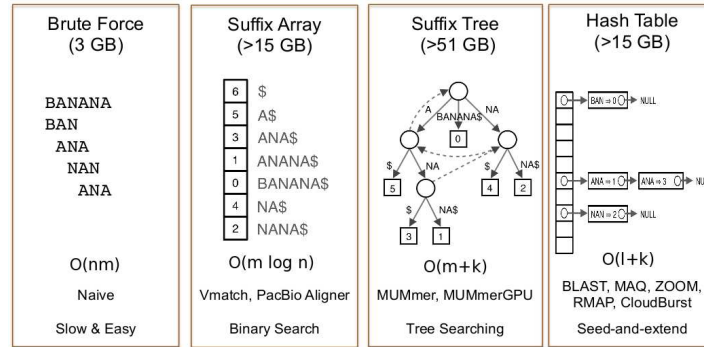 Brute Force
(3 GB)
BANANA
BAN
ANA
NAN
ANA
O(nm)
Naive
Slow & Easy
Suffix Array
(>15 GB)
6 $
5 A$
3 ANA$
1 ANANA$
0 BANANA$
4 NA$
2 NANA$
O(m log n)
Vmatch, PacBio Aligner
Binary Search
Suffix Tree
(>51 GB)
A BANANA$ NA
0
$ NA $ NA$
5 4 2
$ NA$
3 1
O(m+k)
MUMmer, MUMmerGPU
Tree Searching
Hash Table
(>15 GB)
BAN⇒0 NULL
ANA⇒1 ANA⇒3 NU
NAN⇒2 NULL
O(l+k)
BLAST, MAQ, ZOOM,
RMAP, CloudBurst
Seed-and-extend